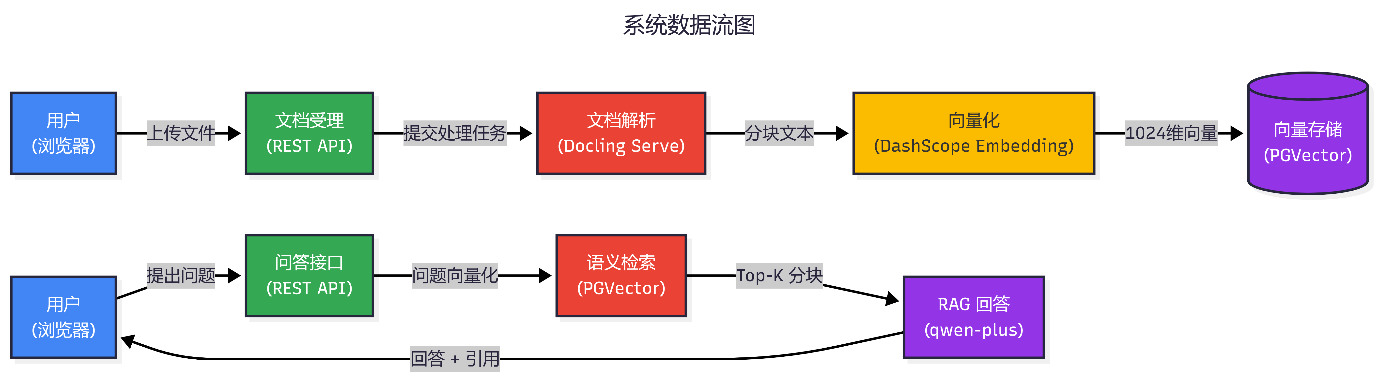 系统数据流图
用户
(浏览器)
上传文件
文档受理
(REST API)
提交处理任务
文档解析
(Docling Serve)
分块文本
向量化
(DashScope Embedding)
1024维向量
向量存储
(PGVector)
用户
(浏览器)
提出问题
问答接口
(REST API)
问题向量化
语义检索
(PGVector)
Top-K 分块
RAG 回答
(qwen-plus)
回答 + 引用